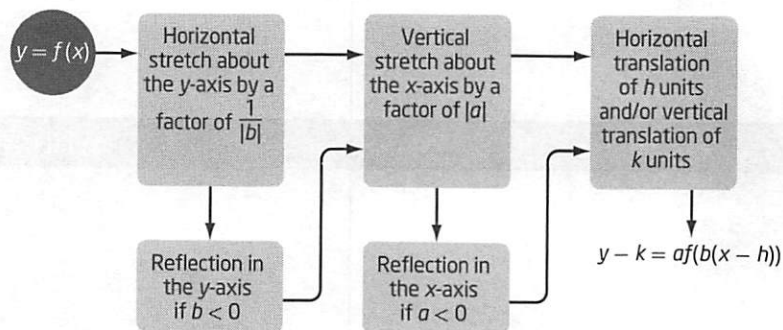 y = f(x)
Horizontal
stretch about
the y-axis by a
factor of 1/|b|
Reflection in
the y-axis
if b < 0
Vertical
stretch about
the x-axis by a
factor of |a|
Reflection in
the x-axis
if a < 0
Horizontal
translation
of h units
and/or vertical
translation of
k units
y − k = af(b(x − h))